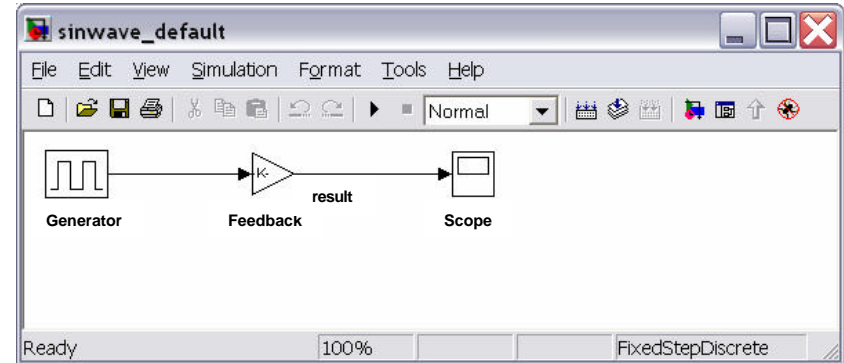 sinwave_default
File Edit View Simulation Format Tools Help
Normal
K-
result
Generator Feedback Scope
Ready 100% FixedStepDiscrete